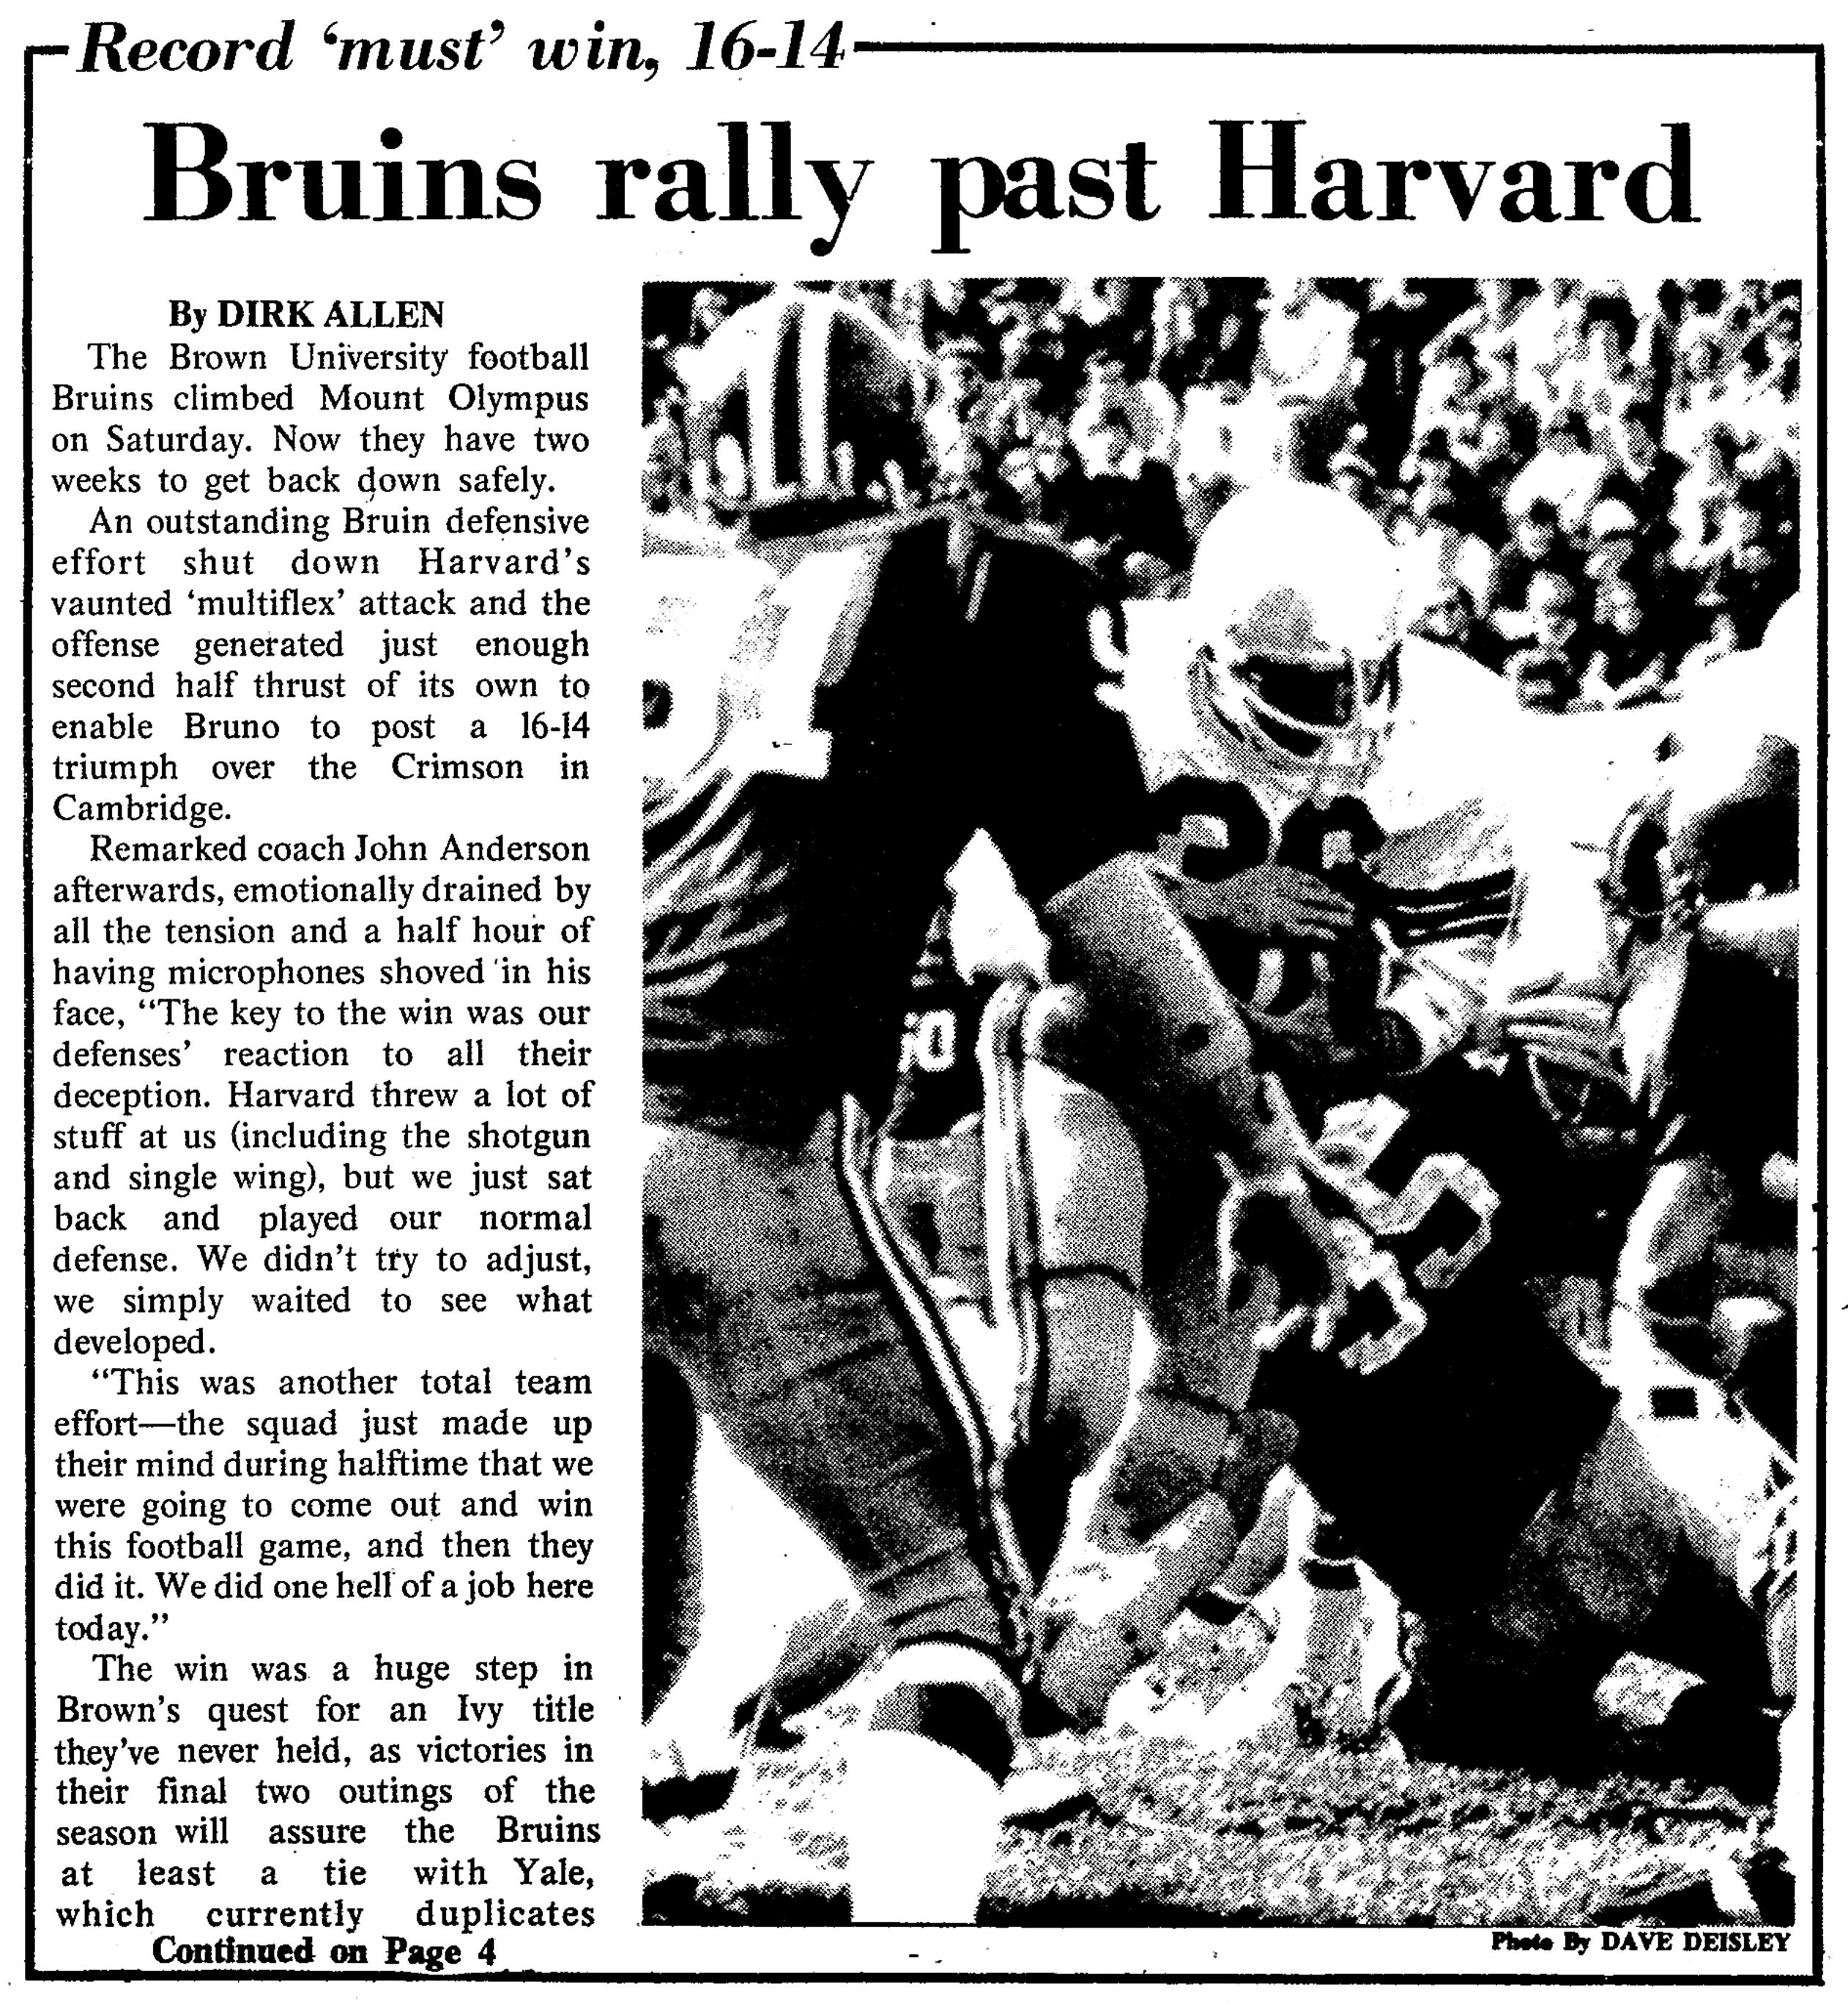 Record ‘must’ win, 16-14
Bruins rally past Harvard
By DIRK ALLEN
The Brown University football
Bruins climbed Mount Olympus
on Saturday. Now they have two
weeks to get back down safely.
An outstanding Bruin defensive
effort shut down Harvard's
vaunted ‘multiflex’ attack and the
offense generated just enough
second half thrust of its own to
enable Bruno to post a 16-14
triumph over the Crimson in
Cambridge.
Remarked coach John Anderson
afterwards, emotionally drained by
all the tension and a half hour of
having microphones shoved in his
face, “The key to the win was our
defenses’ reaction to all their
deception. Harvard threw a lot of
stuff at us (including the shotgun
and single wing), but we just sat
back and played our normal
defense. We didn't try to adjust,
we simply waited to see what
developed.
“This was another total team
effort—the squad just made up
their mind during halftime that we
were going to come out and win
this football game, and then they
did it. We did one hell of a job here
today.”
The win was a huge step in
Brown's quest for an Ivy title
they've never held, as victories in
their final two outings of the
season will assure the Bruins
at least a tie with Yale,
which currently duplicates
Continued on Page 4
Photo By DAVE DEISLEY